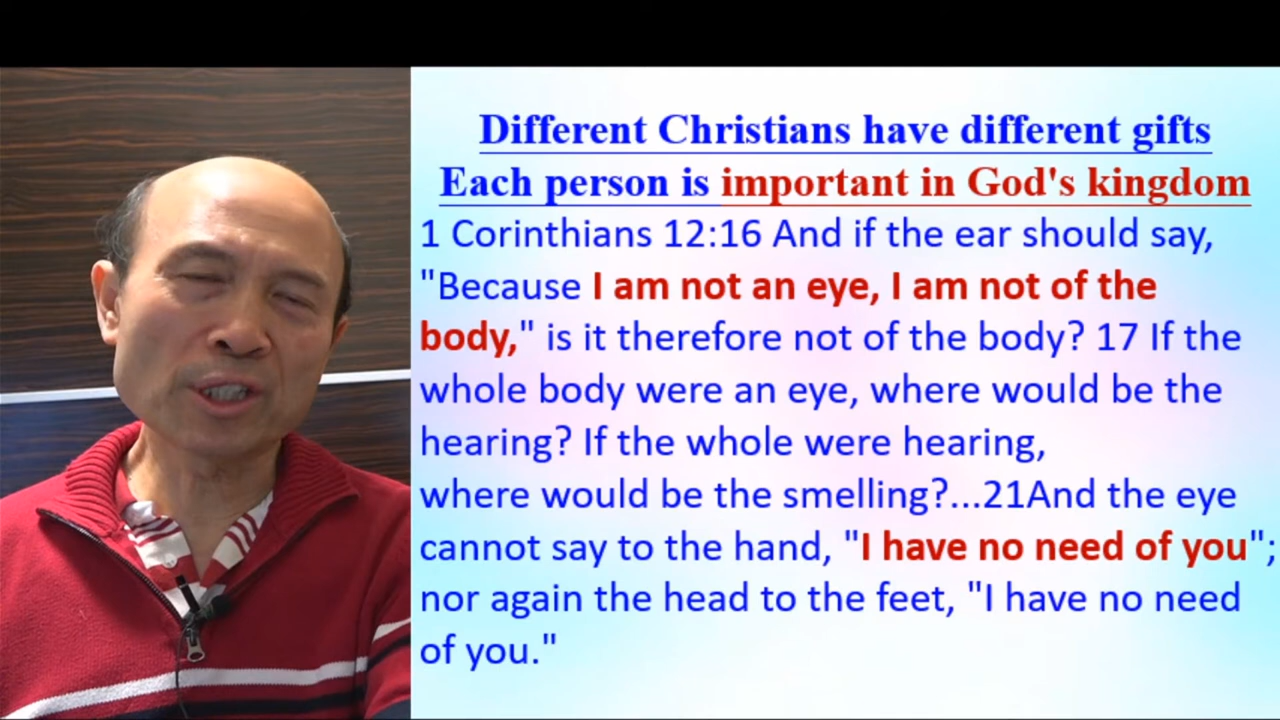 Different Christians have different gifts
Each person is important in God's kingdom
1 Corinthians 12:16 And if the ear should say,
"Because I am not an eye, I am not of the
body," is it therefore not of the body? 17 If the
whole body were an eye, where would be the
hearing? If the whole were hearing,
where would be the smelling?...21And the eye
cannot say to the hand, "I have no need of you";
nor again the head to the feet, "I have no need
of you."